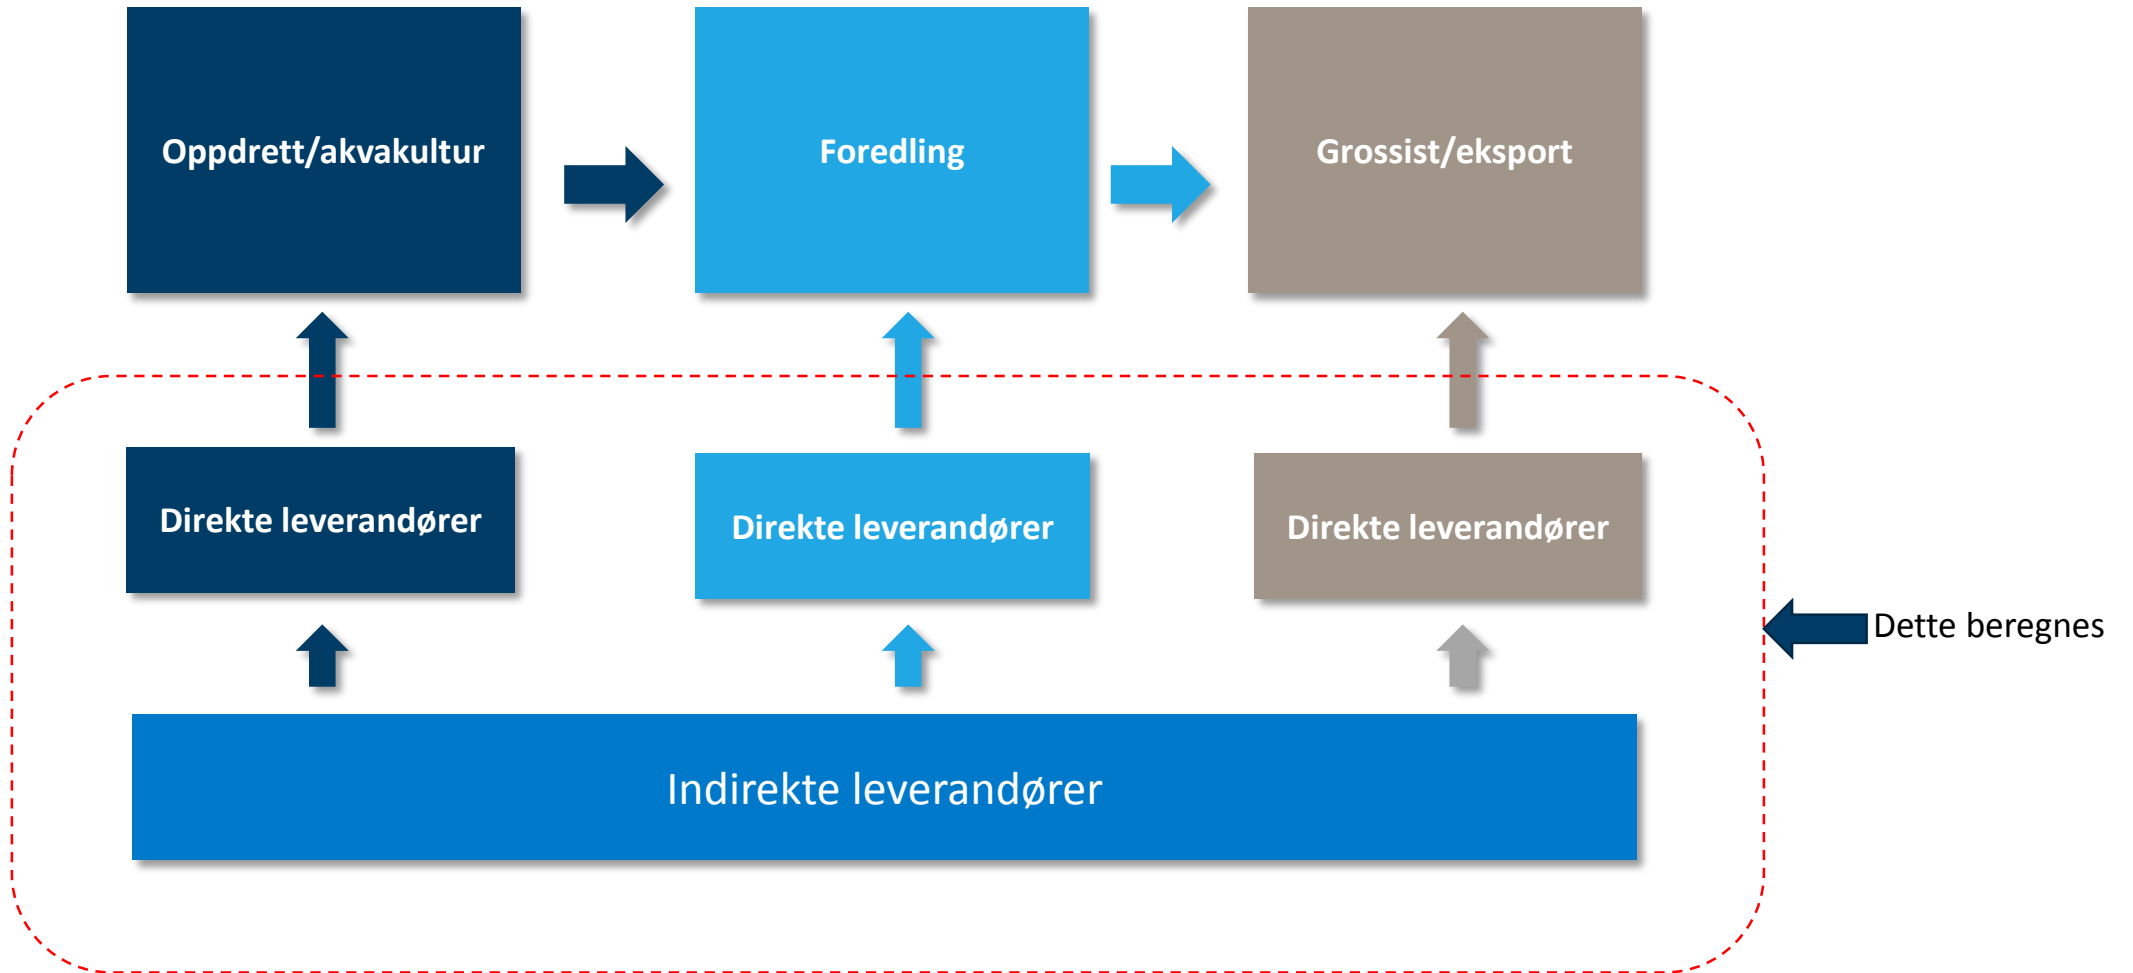 Oppdrett/akvakultur
Foredling
Grossist/eksport
Direkte leverandører
Direkte leverandører
Direkte leverandører
Dette beregnes
Indirekte leverandører